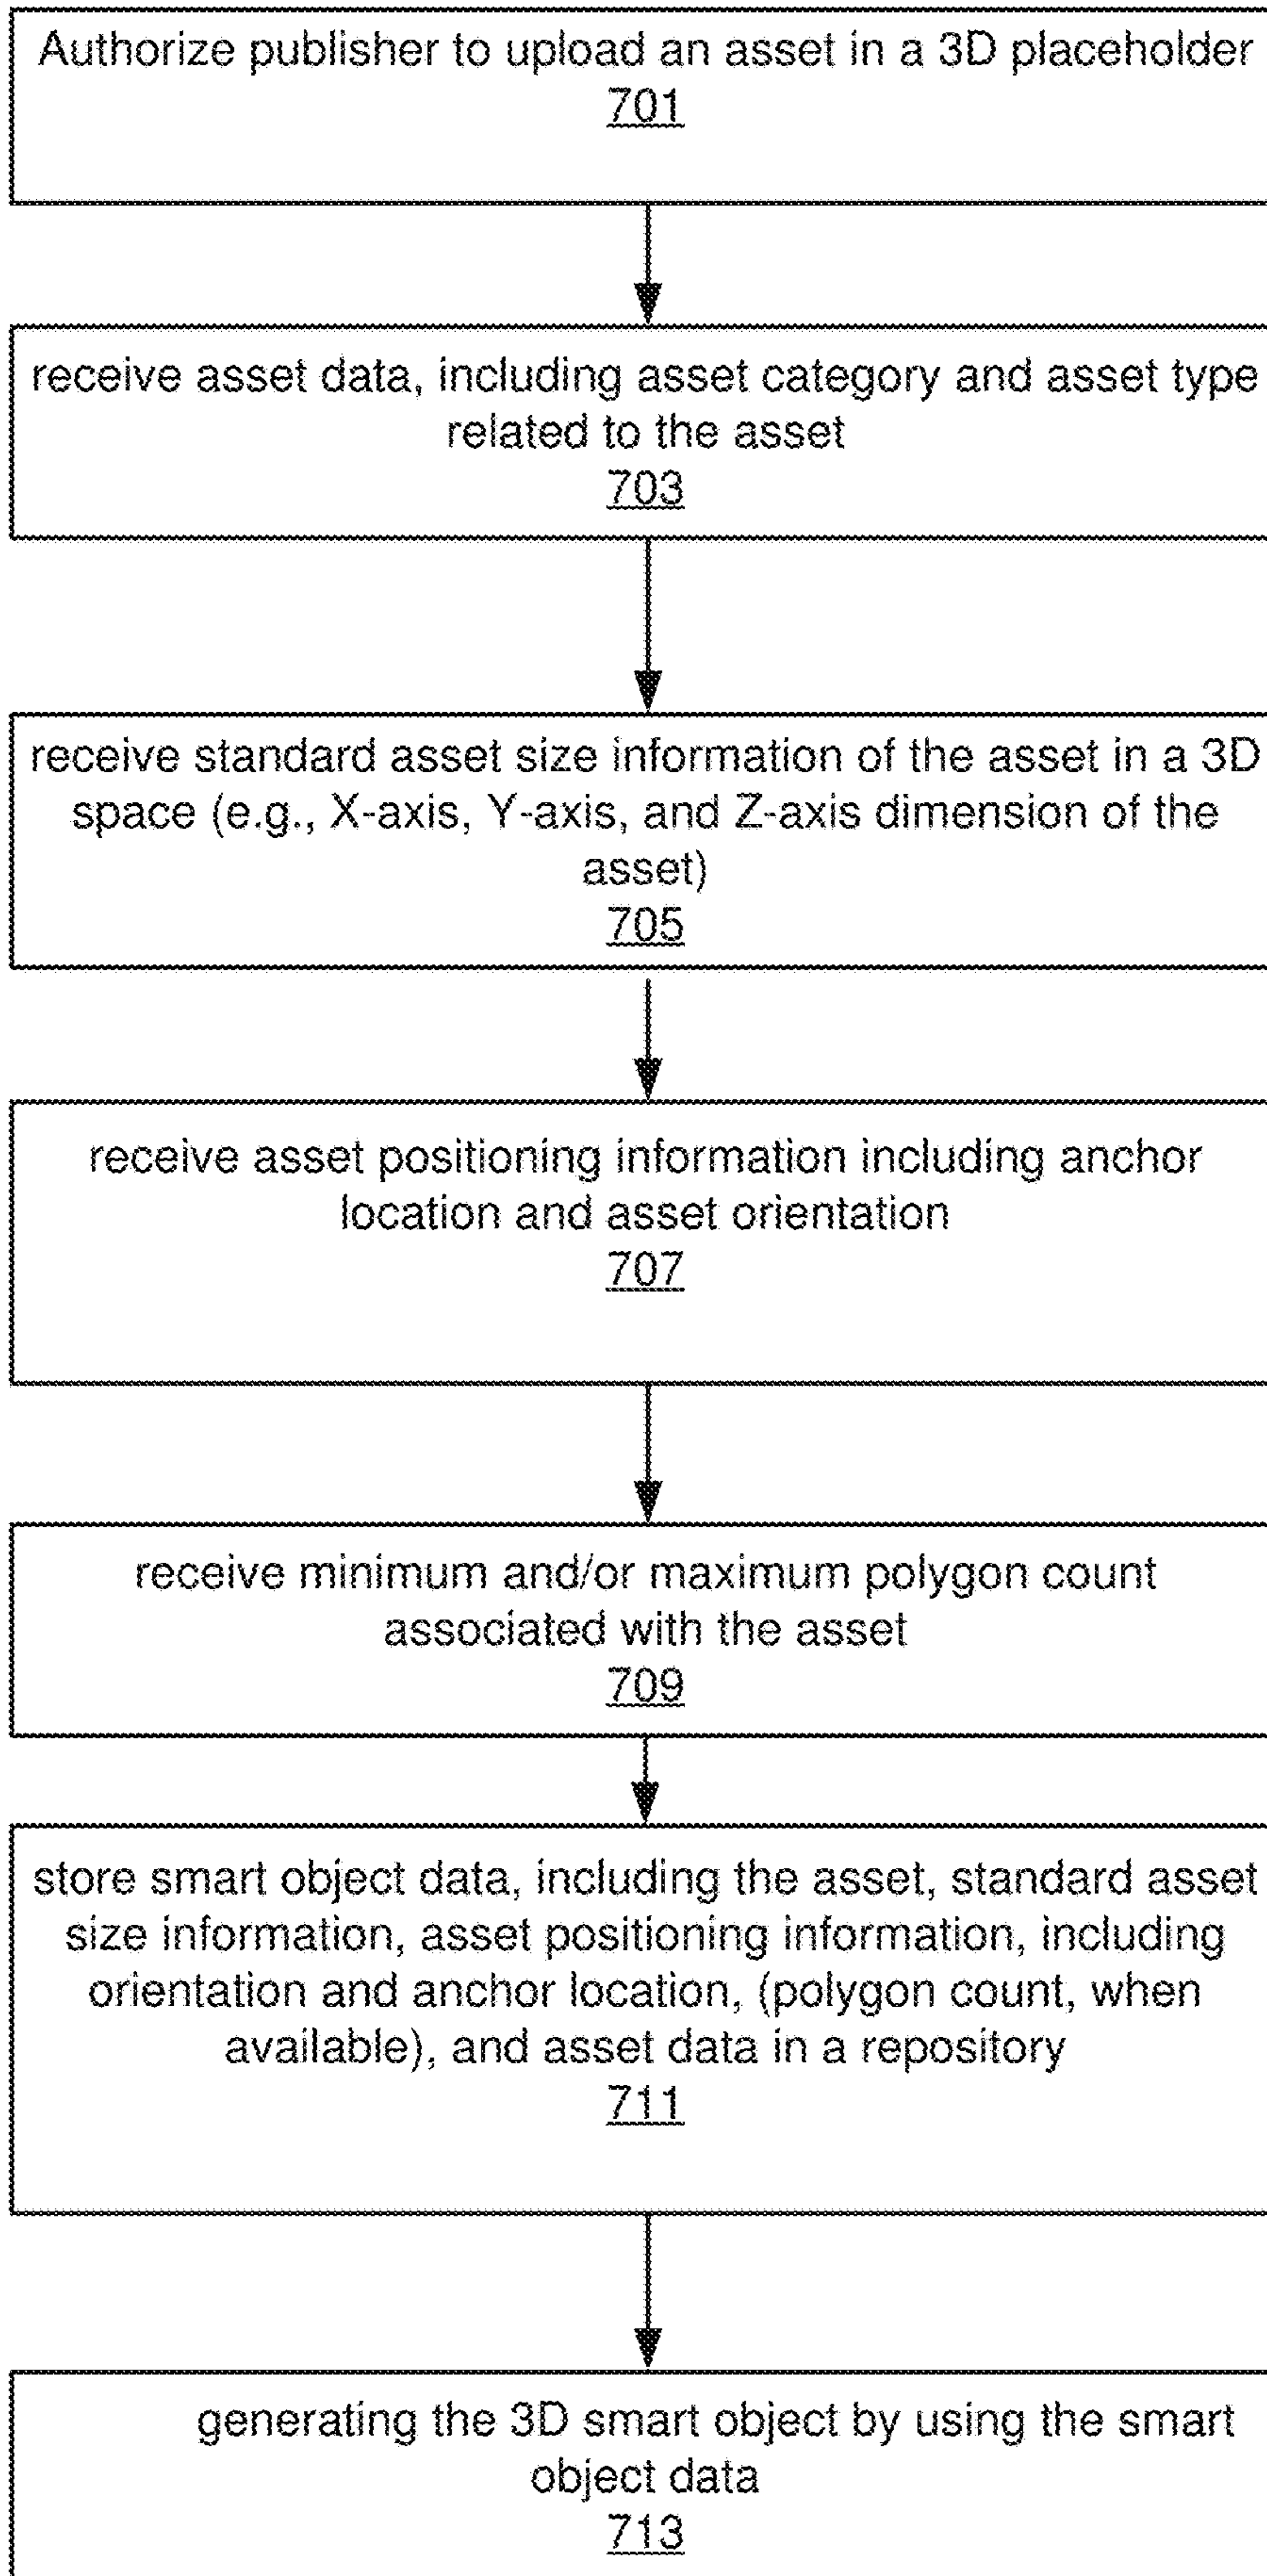 Authorize publisher to upload an asset in a 3D placeholder
701
receive asset data, including asset category and asset type
related to the asset
703
receive standard asset size information of the asset in a 3D
space (e.g., X-axis, Y-axis, and Z-axis dimension of the
asset)
705
receive asset positioning information including anchor
location and asset orientation
707
receive minimum and/or maximum polygon count
associated with the asset
709
store smart object data, including the asset, standard asset
size information, asset positioning information, including
orientation and anchor location, (polygon count, when
available), and asset data in a repository
711
generating the 3D smart object by using the smart
object data
713